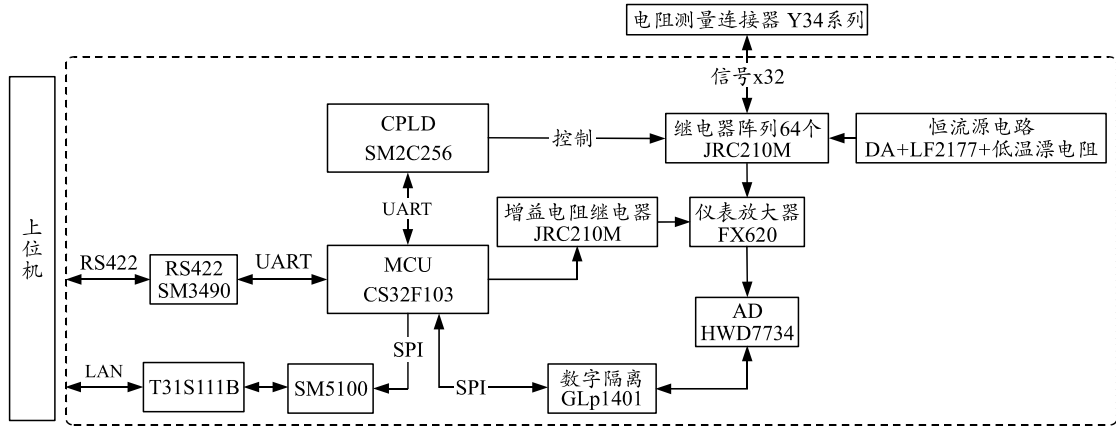 电阻测量连接器 Y34系列
信号x32
CPLD
SM2C256
控制
继电器阵列64个
JRC210M
恒流源电路
DA+LF2177+低温漂电阻
UART
增益电阻继电器
JRC210M
仪表放大器
FX620
上位机
RS422
RS422
SM3490
UART
MCU
CS32F103
AD
HWD7734
SPI
LAN
T31S111B
SM5100
SPI
数字隔离
GLp1401